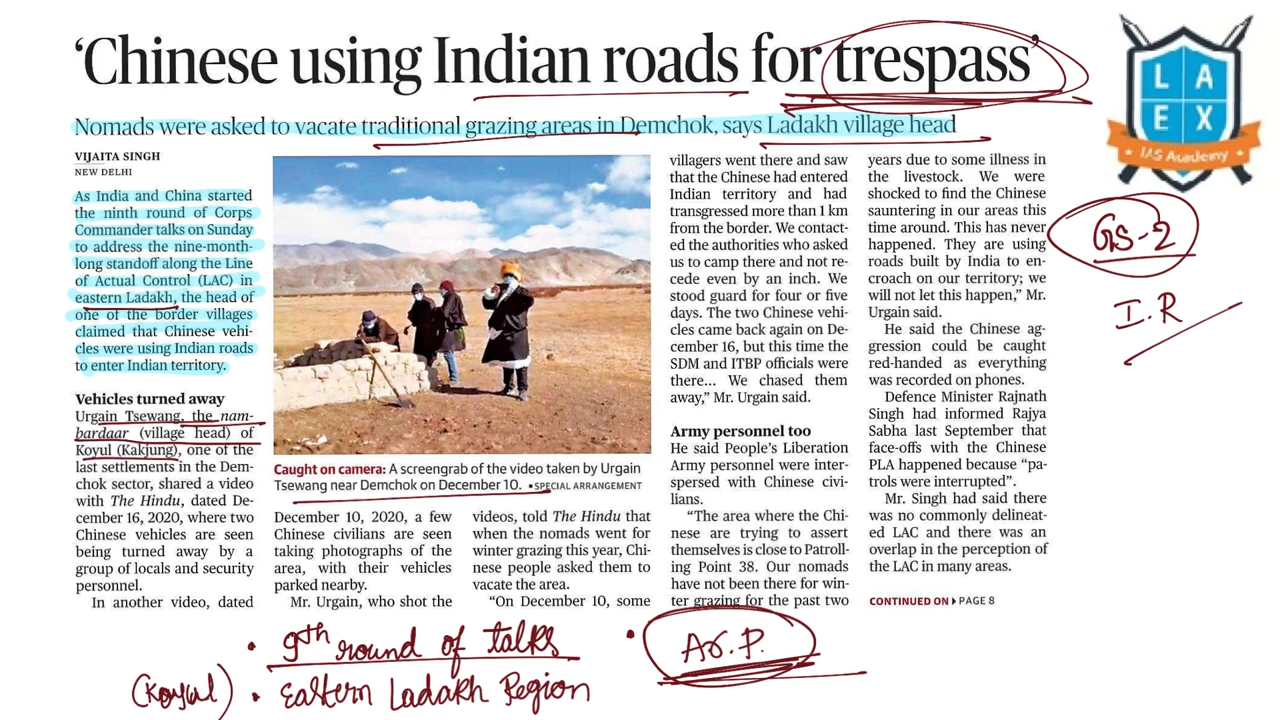 ‘Chinese using Indian roads for trespass’
Nomads were asked to vacate traditional grazing areas in Demchok, says Ladakh village head
VIJAITA SINGH
NEW DELHI
As India and China started
the ninth round of Corps
Commander talks on Sunday
to address the nine-month-
long standoff along the Line
of Actual Control (LAC) in
eastern Ladakh, the head of
one of the border villages
claimed that Chinese vehi-
cles were using Indian roads
to enter Indian territory.
Vehicles turned away
Urgain Tsewang, the nam-
bardaar (village head) of
Koyul (Kakjung), one of the
last settlements in the Dem-
chok sector, shared a video
with The Hindu, dated De-
cember 16, 2020, where two
Chinese vehicles are seen
being turned away by a
group of locals and security
personnel.
In another video, dated
Caught on camera: A screengrab of the video taken by Urgain
Tsewang near Demchok on December 10. ▪SPECIAL ARRANGEMENT
December 10, 2020, a few
Chinese civilians are seen
taking photographs of the
area, with their vehicles
parked nearby.
Mr. Urgain, who shot the
videos, told The Hindu that
when the nomads went for
winter grazing this year, Chi-
nese people asked them to
vacate the area.
“On December 10, some
villagers went there and saw
that the Chinese had entered
Indian territory and had
transgressed more than 1 km
from the border. We contact-
ed the authorities who asked
us to camp there and not re-
cede even by an inch. We
stood guard for four or five
days. The two Chinese vehi-
cles came back again on De-
cember 16, but this time the
SDM and ITBP officials were
there... We chased them
away,” Mr. Urgain said.
Army personnel too
He said People’s Liberation
Army personnel were inter-
spersed with Chinese civi-
lians.
“The area where the Chi-
nese are trying to assert
themselves is close to Patroll-
ing Point 38. Our nomads
have not been there for win-
ter grazing for the past two
years due to some illness in
the livestock. We were
shocked to find the Chinese
sauntering in our areas this
time around. This has never
happened. They are using
roads built by India to en-
croach on our territory; we
will not let this happen,” Mr.
Urgain said.
He said the Chinese ag-
gression could be caught
red-handed as everything
was recorded on phones.
Defence Minister Rajnath
Singh had informed Rajya
Sabha last September that
face-offs with the Chinese
PLA happened because “pa-
trols were interrupted”.
Mr. Singh had said there
was no commonly delineat-
ed LAC and there was an
overlap in the perception of
the LAC in many areas.
CONTINUED ON PAGE 8
L A
E X
IAS Academy
GS-2
I.R
• 9th round of talks
(Koyul) • Eastern Ladakh Region
• Ar.P.